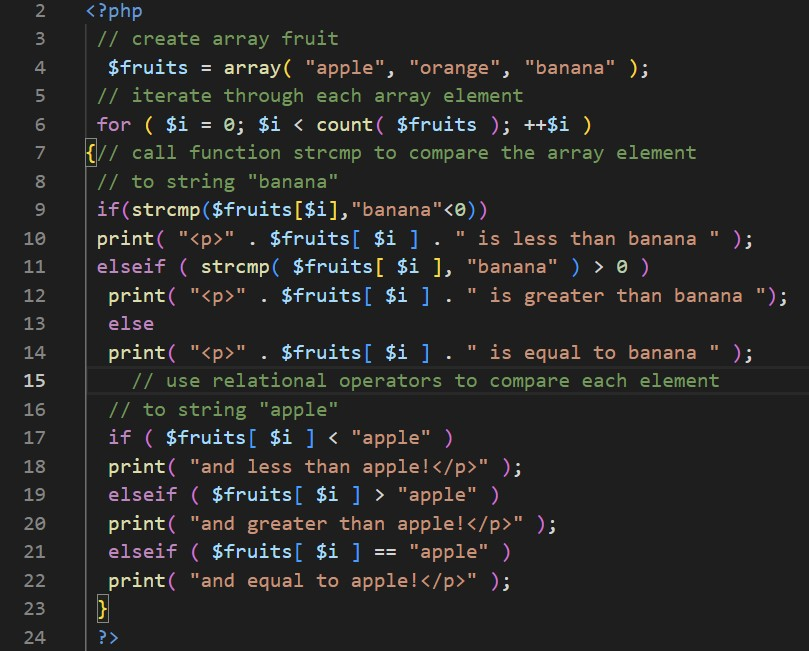 2 <?php
3 // create array fruit
4 $fruits = array( "apple", "orange", "banana" );
5 // iterate through each array element
6 for ( $i = 0; $i < count( $fruits ); ++$i )
7 {// call function strcmp to compare the array element
8 // to string "banana"
9 if(strcmp($fruits[$i],"banana"<0))
10 print( "<p>" . $fruits[ $i ] . " is less than banana " );
11 elseif ( strcmp( $fruits[ $i ], "banana" ) > 0 )
12 print( "<p>" . $fruits[ $i ] . " is greater than banana ");
13 else
14 print( "<p>" . $fruits[ $i ] . " is equal to banana " );
15 // use relational operators to compare each element
16 // to string "apple"
17 if ( $fruits[ $i ] < "apple" )
18 print( "and less than apple!</p>" );
19 elseif ( $fruits[ $i ] > "apple" )
20 print( "and greater than apple!</p>" );
21 elseif ( $fruits[ $i ] == "apple" )
22 print( "and equal to apple!</p>" );
23 }
24 ?>